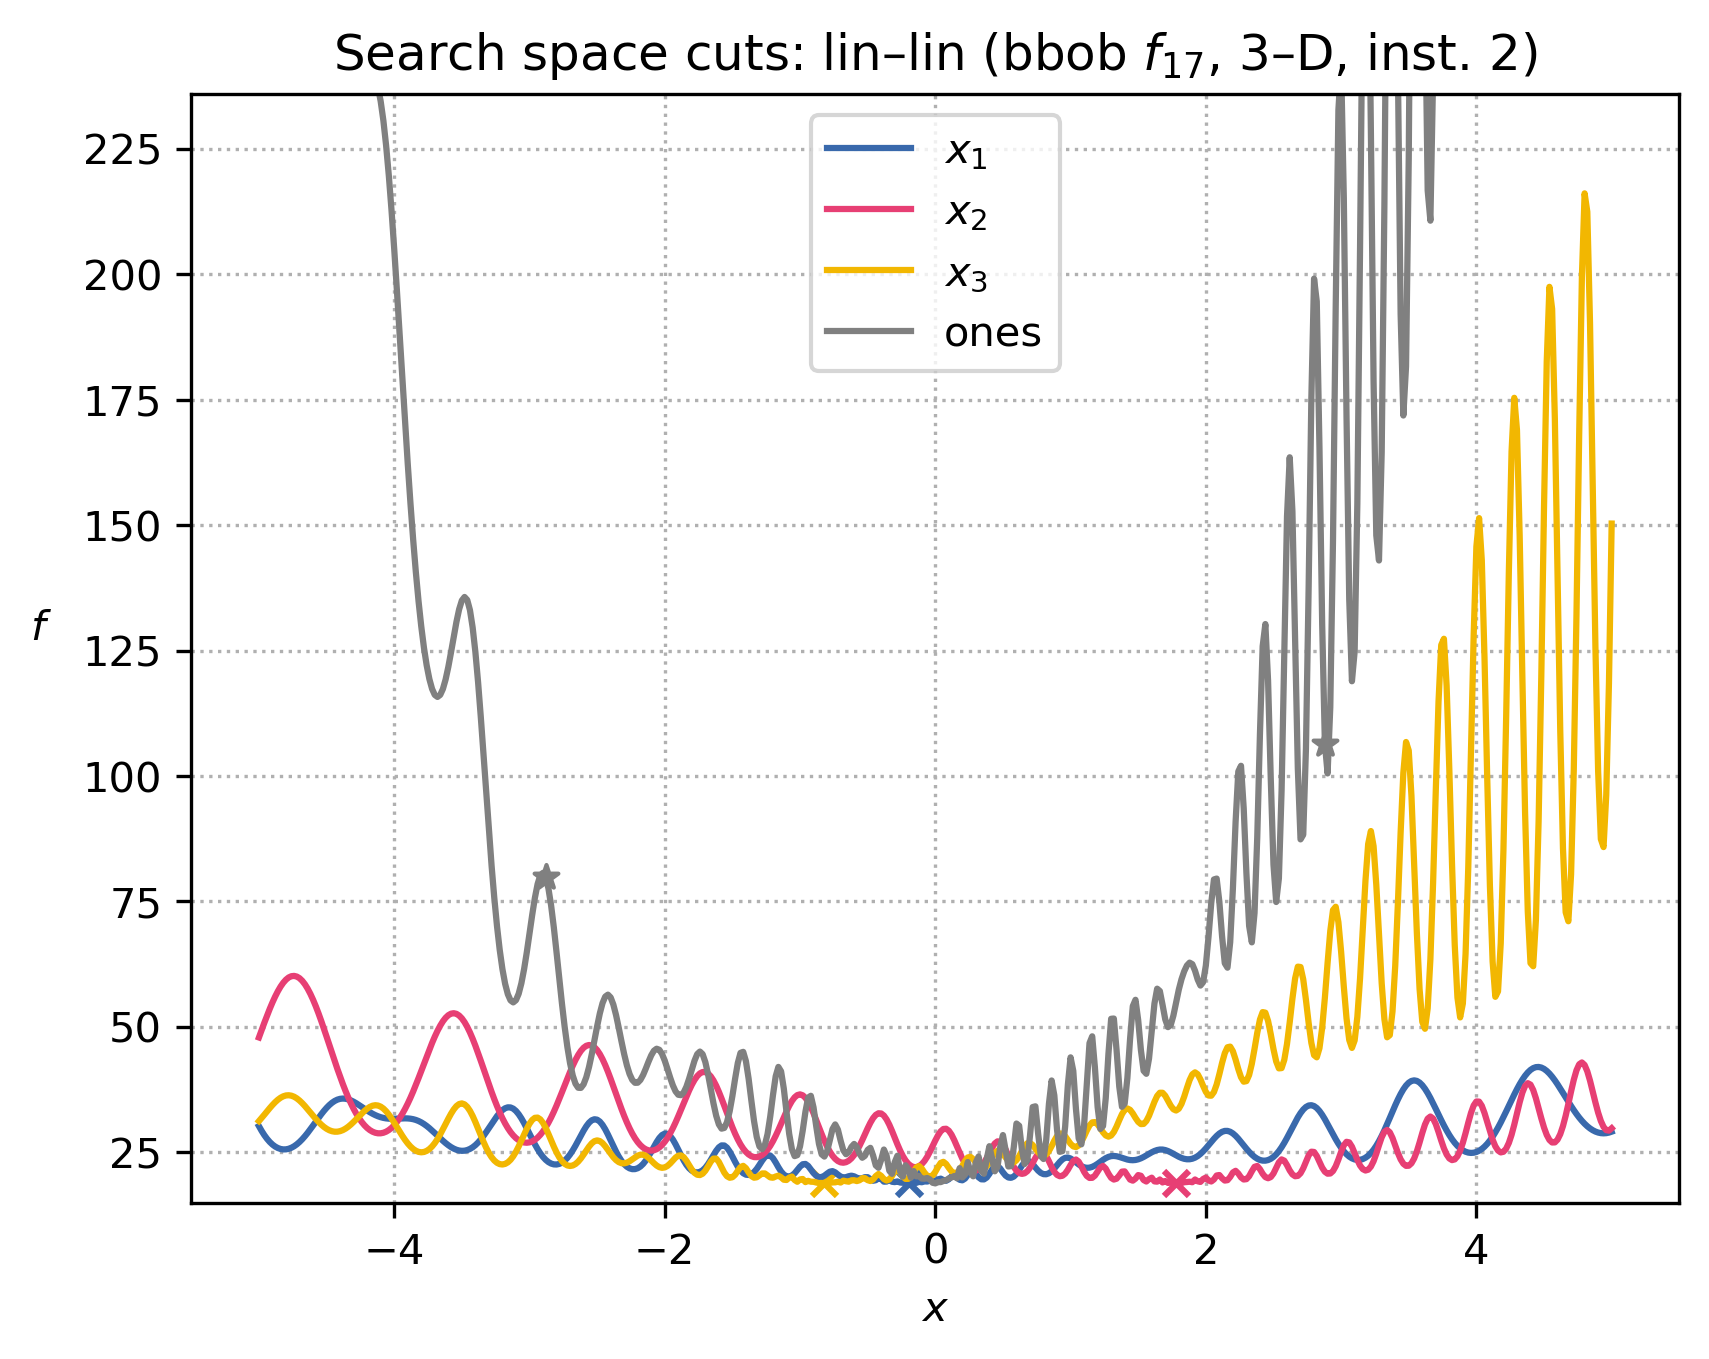 Search space cuts: lin–lin (bbob f₁₇, 3–D, inst. 2)
x₁
x₂
x₃
ones
225
200
175
150
125
100
75
50
25
f
−4
−2
0
2
4
x